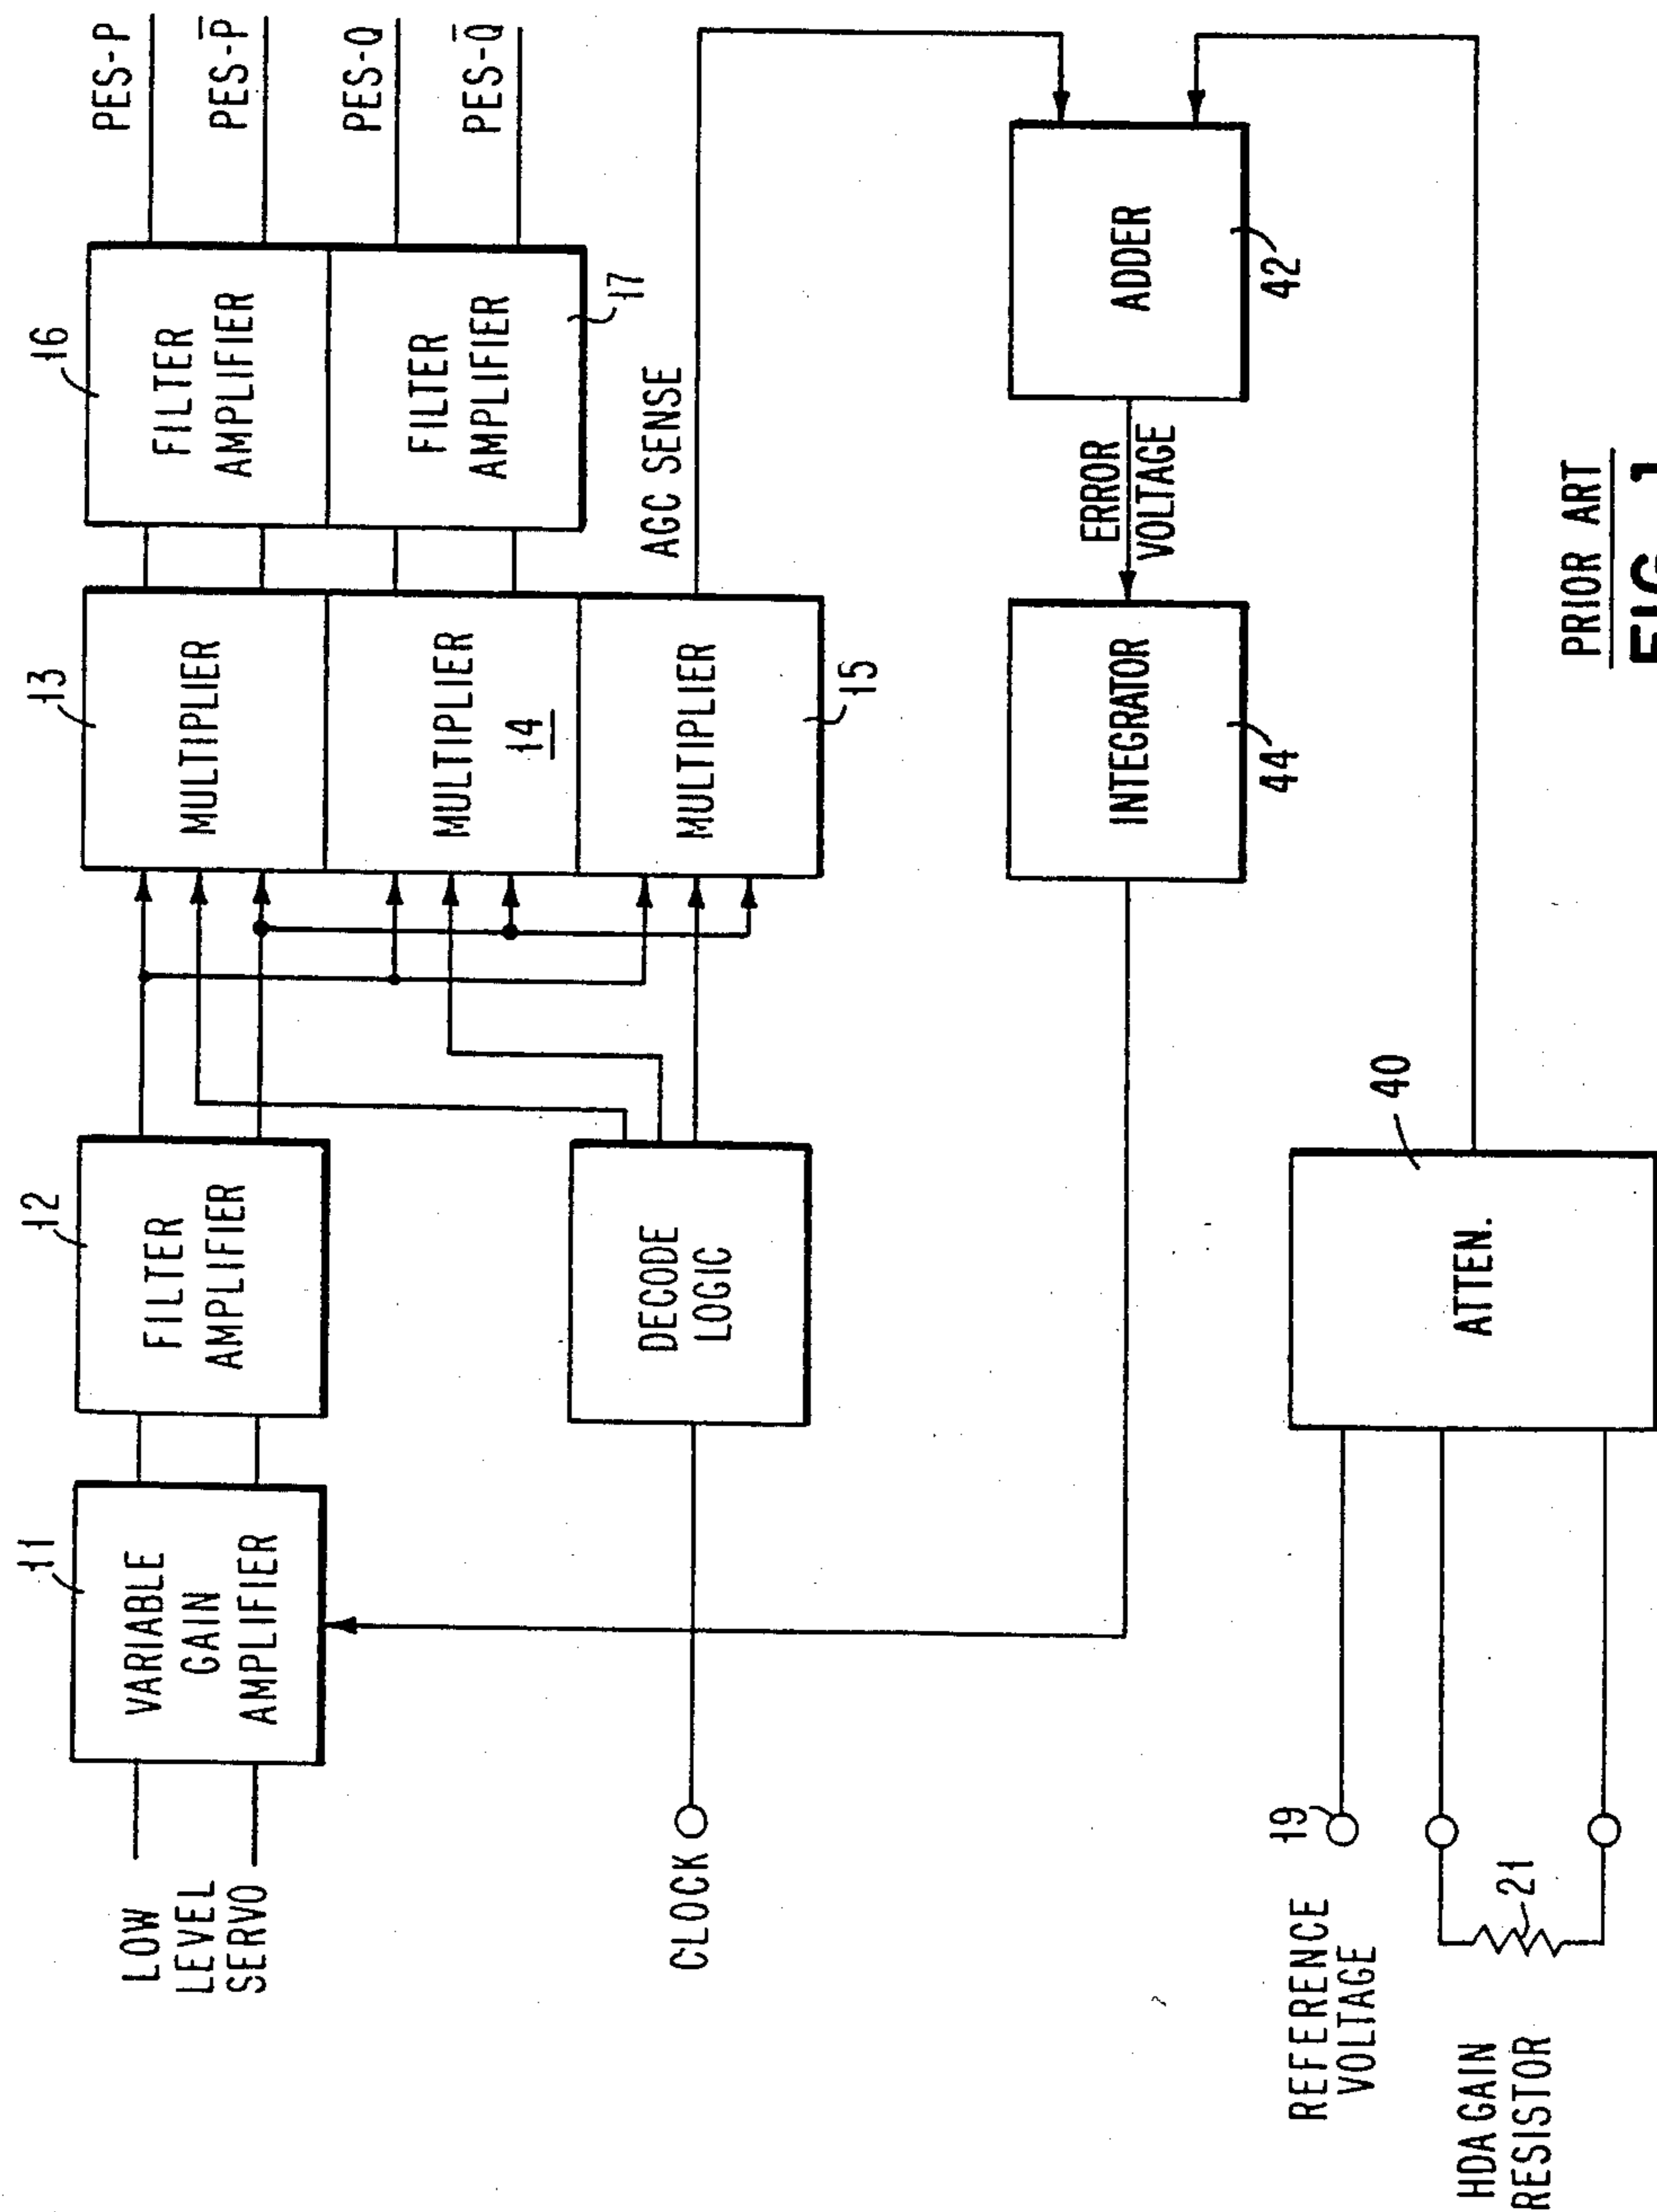 LOW
LEVEL
SERVO
11
VARIABLE
GAIN
AMPLIFIER
12
FILTER
AMPLIFIER
13
MULTIPLIER
MULTIPLIER
14
MULTIPLIER
15
16
FILTER
AMPLIFIER
FILTER
AMPLIFIER
17
PES-P
PES-P̅
PES-Q
PES-Q̅
CLOCK
DECODE
LOGIC
AGC SENSE
INTEGRATOR
44
ERROR
VOLTAGE
ADDER
42
REFERENCE
VOLTAGE
19
HDA GAIN
RESISTOR
21
ATTEN.
40
PRIOR ART
FIG. 1